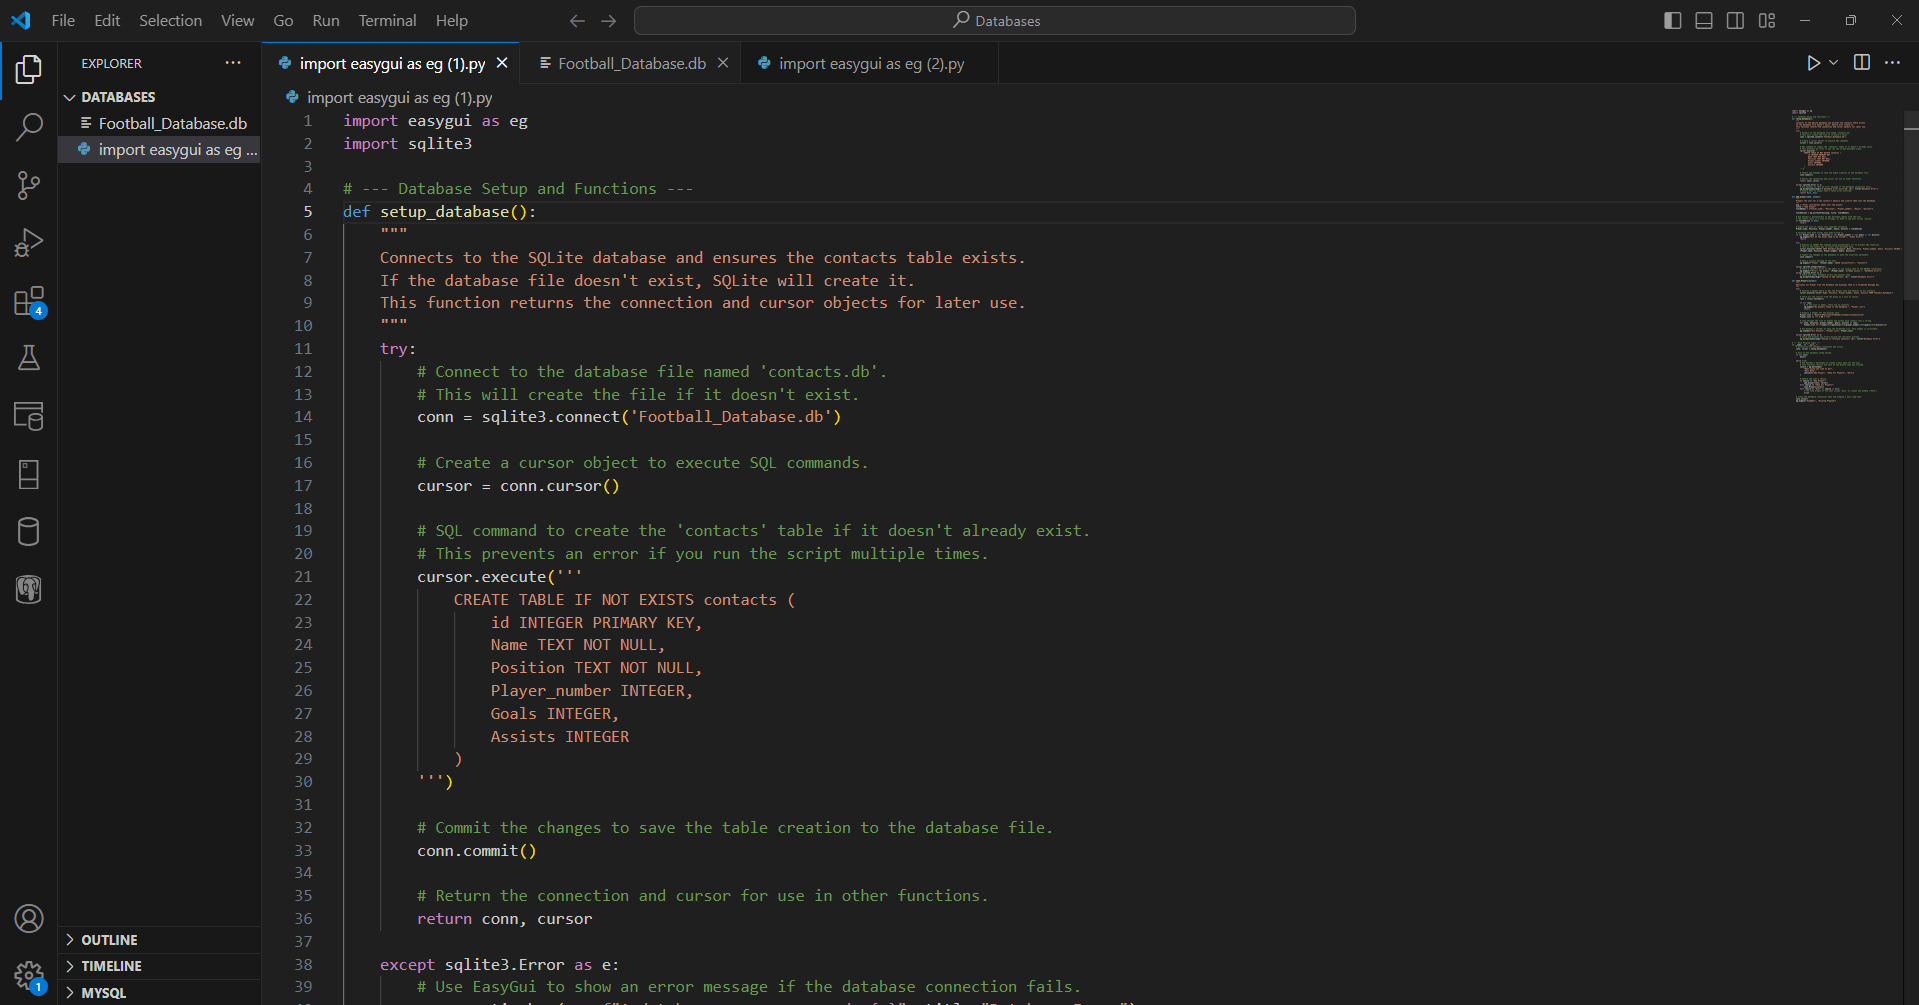 File Edit Selection View Go Run Terminal Help
Databases
EXPLORER
DATABASES
Football_Database.db
import easygui as eg ...
import easygui as eg (1).py
Football_Database.db
import easygui as eg (2).py
import easygui as eg (1).py
1 import easygui as eg
2 import sqlite3
3
4 # --- Database Setup and Functions ---
5 def setup_database():
6 """
7 Connects to the SQLite database and ensures the contacts table exists.
8 If the database file doesn't exist, SQLite will create it.
9 This function returns the connection and cursor objects for later use.
10 """
11 try:
12 # Connect to the database file named 'contacts.db'.
13 # This will create the file if it doesn't exist.
14 conn = sqlite3.connect('Football_Database.db')
15
16 # Create a cursor object to execute SQL commands.
17 cursor = conn.cursor()
18
19 # SQL command to create the 'contacts' table if it doesn't already exist.
20 # This prevents an error if you run the script multiple times.
21 cursor.execute('''
22 CREATE TABLE IF NOT EXISTS contacts (
23 id INTEGER PRIMARY KEY,
24 Name TEXT NOT NULL,
25 Position TEXT NOT NULL,
26 Player_number INTEGER,
27 Goals INTEGER,
28 Assists INTEGER
29 )
30 ''')
31
32 # Commit the changes to save the table creation to the database file.
33 conn.commit()
34
35 # Return the connection and cursor for use in other functions.
36 return conn, cursor
37
38 except sqlite3.Error as e:
39 # Use EasyGui to show an error message if the database connection fails.
4
1
OUTLINE
TIMELINE
MYSQL